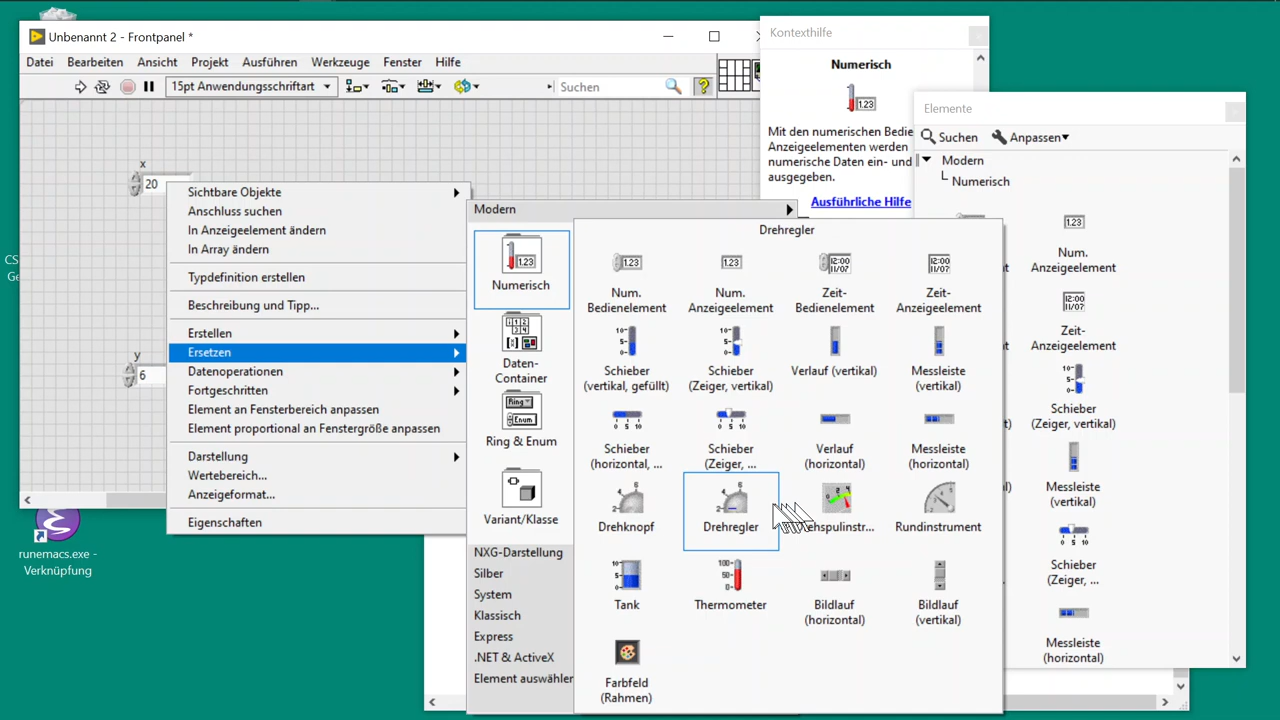 Unbenannt 2 - Frontpanel *
Datei Bearbeiten Ansicht Projekt Ausführen Werkzeuge Fenster Hilfe
15pt Anwendungsschriftart
Suchen
x
20
y
6
Sichtbare Objekte
Anschluss suchen
In Anzeigeelement ändern
In Array ändern
Typdefinition erstellen
Beschreibung und Tipp...
Erstellen
Ersetzen
Datenoperationen
Fortgeschritten
Element an Fensterbereich anpassen
Element proportional an Fenstergröße anpassen
Darstellung
Wertebereich...
Anzeigeformat...
Eigenschaften
Modern
Numerisch
Daten-
Container
Ring & Enum
Variant/Klasse
NXG-Darstellung
Silber
System
Klassisch
Express
.NET & ActiveX
Element auswähler
Drehregler
Num.
Bedienelement
Num.
Anzeigeelement
Zeit-
Bedienelement
Zeit-
Anzeigeelement
Schieber
(vertikal, gefüllt)
Schieber
(Zeiger, vertikal)
Verlauf (vertikal)
Messleiste
(vertikal)
Schieber
(horizontal, ...
Schieber
(Zeiger, ...
Verlauf
(horizontal)
Messleiste
(horizontal)
Drehknopf
Drehregler
hspulinstr...
Rundinstrument
Tank
Thermometer
Bildlauf
(horizontal)
Bildlauf
(vertikal)
Farbfeld
(Rahmen)
Kontexthilfe
Numerisch
1.23
Mit den numerischen Bedie
Anzeigeelementen werden
numerische Daten ein- und
ausgegeben.
Ausführliche Hilfe
Elemente
Suchen Anpassen
Modern
Numerisch
Num.
Anzeigeelement
Zeit-
Anzeigeelement
Schieber
(Zeiger, vertikal)
Messleiste
(vertikal)
Schieber
(Zeiger, ...
Messleiste
(horizontal)
CS
Ge
runemacs.exe -
Verknüpfung